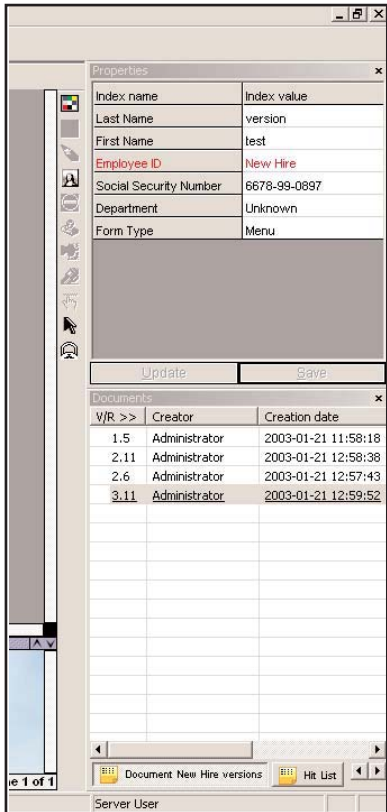 Properties
Index name Index value
Last Name version
First Name test
Employee ID New Hire
Social Security Number 6678-99-0897
Department Unknown
Form Type Menu
Update Save
Documents
V/R >> Creator Creation date
1.5 Administrator 2003-01-21 11:58:18
2.11 Administrator 2003-01-21 12:58:38
2.6 Administrator 2003-01-21 12:57:43
3.11 Administrator 2003-01-21 12:59:52
Document New Hire versions Hit List
e 1 of 1
Server User